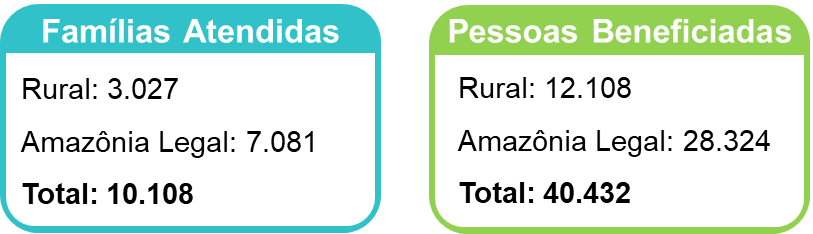 Famílias Atendidas
Rural: 3.027
Amazônia Legal: 7.081
Total: 10.108
Pessoas Beneficiadas
Rural: 12.108
Amazônia Legal: 28.324
Total: 40.432